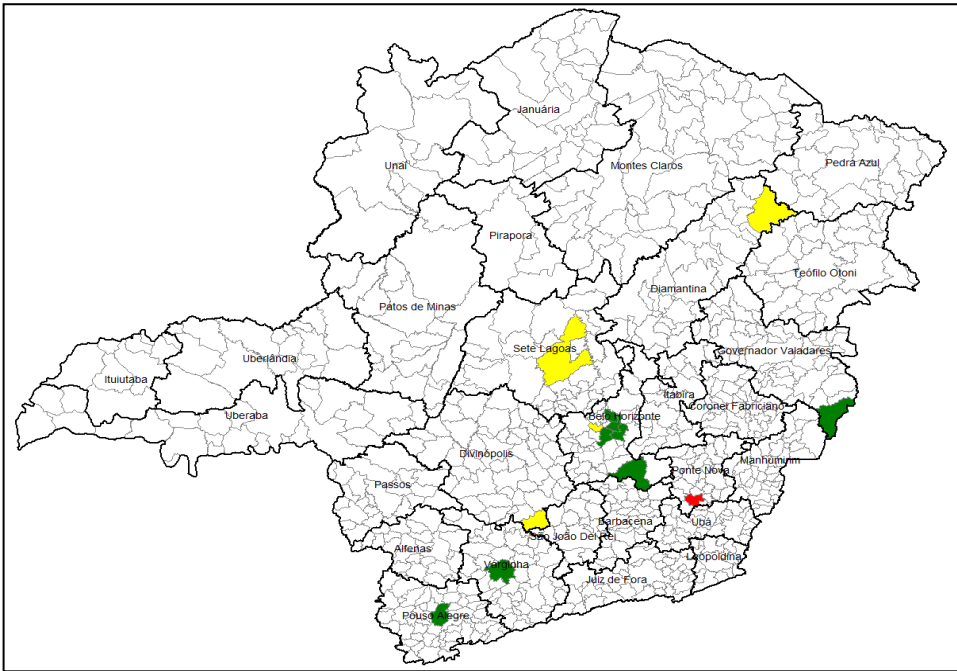 Januária
Unaí
Montes Claros
Pedra Azul
Pirapora
Teófilo Otoni
Diamantina
Patos de Minas
Sete Lagoas
Governador Valadares
Uberlândia
Ituiutaba
Itabira
Coronel Fabriciano
Uberaba
Belo Horizonte
Divinópolis
Manhumirim
Ponte Nova
Passos
Barbacena
Ubá
São João Del Rei
Alfenas
Leopoldina
Varginha
Juiz de Fora
Pouso Alegre